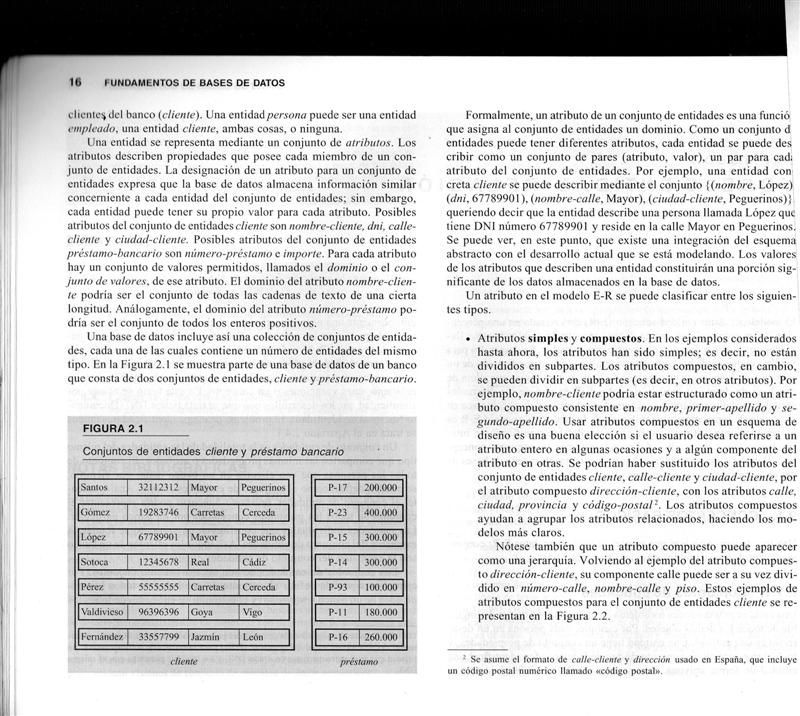 16 FUNDAMENTOS DE BASES DE DATOS
clientes del banco (cliente). Una entidad persona puede ser una entidad
empleado, una entidad cliente, ambas cosas, o ninguna.
Una entidad se representa mediante un conjunto de atributos. Los
atributos describen propiedades que posee cada miembro de un con-
junto de entidades. La designación de un atributo para un conjunto de
entidades expresa que la base de datos almacena información similar
concerniente a cada entidad del conjunto de entidades; sin embargo,
cada entidad puede tener su propio valor para cada atributo. Posibles
atributos del conjunto de entidades cliente son nombre-cliente, dni, calle-
cliente y ciudad-cliente. Posibles atributos del conjunto de entidades
préstamo-bancario son número-préstamo e importe. Para cada atributo
hay un conjunto de valores permitidos, llamados el dominio o el con-
junto de valores, de ese atributo. El dominio del atributo nombre-clien-
te podría ser el conjunto de todas las cadenas de texto de una cierta
longitud. Análogamente, el dominio del atributo número-préstamo po-
dría ser el conjunto de todos los enteros positivos.
Una base de datos incluye así una colección de conjuntos de entida-
des, cada una de las cuales contiene un número de entidades del mismo
tipo. En la Figura 2.1 se muestra parte de una base de datos de un banco
que consta de dos conjuntos de entidades, cliente y préstamo-bancario.
FIGURA 2.1
Conjuntos de entidades cliente y préstamo bancario
Santos 32112312 Mayor Peguerinos P-17 200.000
Gómez 19283746 Carretas Cerceda P-23 400.000
López 67789901 Mayor Peguerinos P-15 300.000
Sotoca 12345678 Real Cádiz P-14 300.000
Pérez 55555555 Carretas Cerceda P-93 100.000
Valdivieso 96396396 Goya Vigo P-11 180.000
Fernández 33557799 Jazmín León P-16 260.000
cliente préstamo
Formalmente, un atributo de un conjunto de entidades es una funció
que asigna al conjunto de entidades un dominio. Como un conjunto d
entidades puede tener diferentes atributos, cada entidad se puede des
cribir como un conjunto de pares (atributo, valor), un par para cada
atributo del conjunto de entidades. Por ejemplo, una entidad con
creta cliente se puede describir mediante el conjunto {(nombre, López)
(dni, 67789901), (nombre-calle, Mayor), (ciudad-cliente, Peguerinos)}
queriendo decir que la entidad describe una persona llamada López que
tiene DNI número 67789901 y reside en la calle Mayor en Peguerinos.
Se puede ver, en este punto, que existe una integración del esquema
abstracto con el desarrollo actual que se está modelando. Los valores
de los atributos que describen una entidad constituirán una porción sig-
nificante de los datos almacenados en la base de datos.
Un atributo en el modelo E-R se puede clasificar entre los siguien-
tes tipos.
• Atributos simples y compuestos. En los ejemplos considerados
hasta ahora, los atributos han sido simples; es decir, no están
divididos en subpartes. Los atributos compuestos, en cambio,
se pueden dividir en subpartes (es decir, en otros atributos). Por
ejemplo, nombre-cliente podría estar estructurado como un atri-
buto compuesto consistente en nombre, primer-apellido y se-
gundo-apellido. Usar atributos compuestos en un esquema de
diseño es una buena elección si el usuario desea referirse a un
atributo entero en algunas ocasiones y a algún componente del
atributo en otras. Se podrían haber sustituido los atributos del
conjunto de entidades cliente, calle-cliente y ciudad-cliente, por
el atributo compuesto dirección-cliente, con los atributos calle,
ciudad, provincia y código-postal². Los atributos compuestos
ayudan a agrupar los atributos relacionados, haciendo los mo-
delos más claros.
Nótese también que un atributo compuesto puede aparecer
como una jerarquía. Volviendo al ejemplo del atributo compues-
to dirección-cliente, su componente calle puede ser a su vez divi-
dido en número-calle, nombre-calle y piso. Estos ejemplos de
atributos compuestos para el conjunto de entidades cliente se re-
presentan en la Figura 2.2.
² Se asume el formato de calle-cliente y dirección usado en España, que incluye
un código postal numérico llamado «código postal».